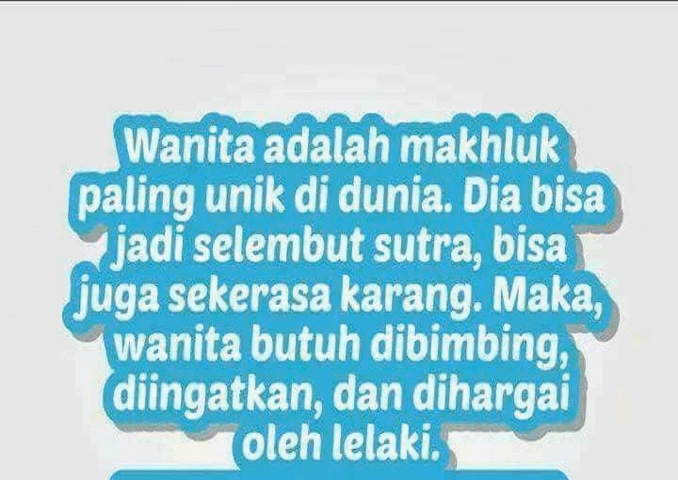 Wanita adalah makhluk
paling unik di dunia. Dia bisa
jadi selembut sutra, bisa
juga sekerasa karang. Maka,
wanita butuh dibimbing,
diingatkan, dan dihargai
oleh lelaki.